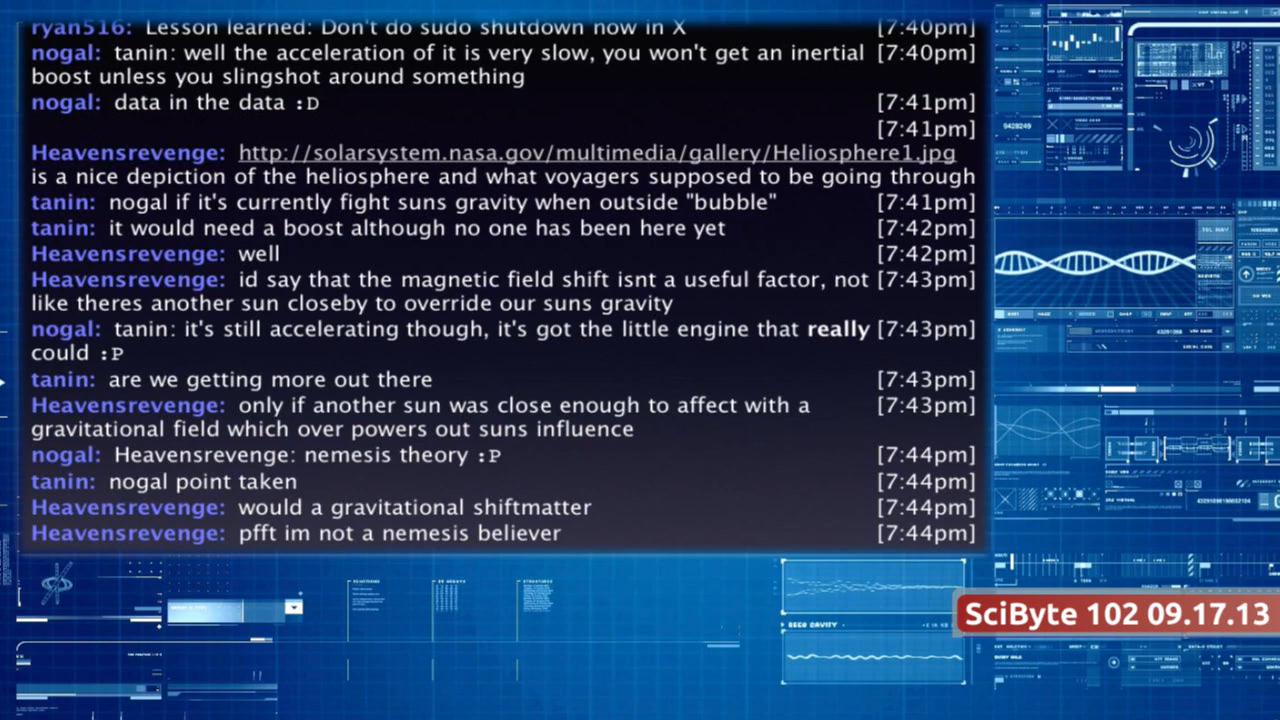 ryan516: Lesson learned: Don't do sudo shutdown now in X [7:40pm]
nogal: tanin: well the acceleration of it is very slow, you won't get an inertial [7:40pm]
boost unless you slingshot around something
nogal: data in the data :D [7:41pm]
[7:41pm]
Heavensrevenge: http://solarsystem.nasa.gov/multimedia/gallery/Heliosphere1.jpg
is a nice depiction of the heliosphere and what voyagers supposed to be going through
tanin: nogal if it's currently fight suns gravity when outside "bubble" [7:41pm]
tanin: it would need a boost although no one has been here yet [7:42pm]
Heavensrevenge: well [7:42pm]
Heavensrevenge: id say that the magnetic field shift isnt a useful factor, not [7:43pm]
like theres another sun closeby to override our suns gravity
nogal: tanin: it's still accelerating though, it's got the little engine that really [7:43pm]
could :P
tanin: are we getting more out there [7:43pm]
Heavensrevenge: only if another sun was close enough to affect with a [7:43pm]
gravitational field which over powers out suns influence
nogal: Heavensrevenge: nemesis theory :P [7:44pm]
tanin: nogal point taken [7:44pm]
Heavensrevenge: would a gravitational shiftmatter [7:44pm]
Heavensrevenge: pfft im not a nemesis believer [7:44pm]
9428249
SciByte 102 09.17.13